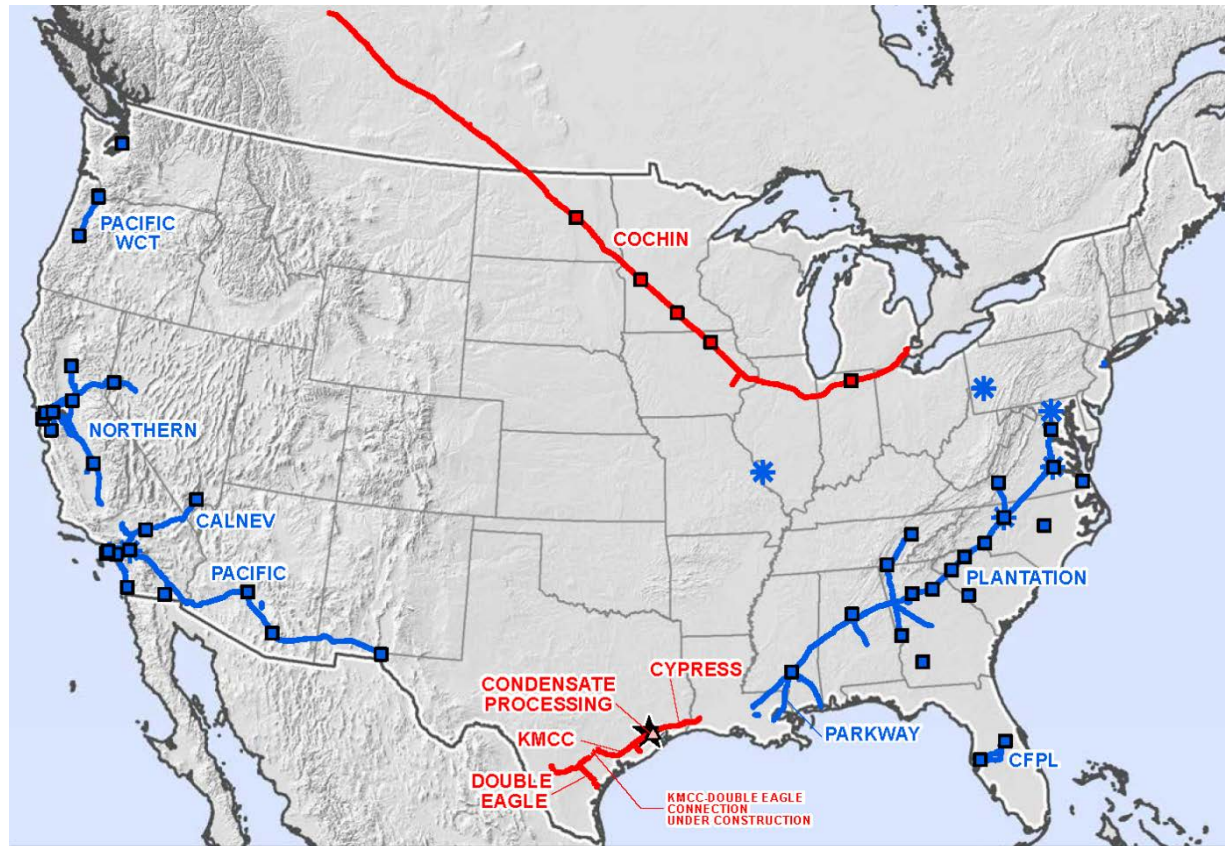 COCHIN
PACIFIC
WCT
NORTHERN
CALNEV
PACIFIC
PLANTATION
CYPRESS
CONDENSATE
PROCESSING
KMCC
PARKWAY
CFPL
DOUBLE
EAGLE
KMCC-DOUBLE EAGLE
CONNECTION
UNDER CONSTRUCTION